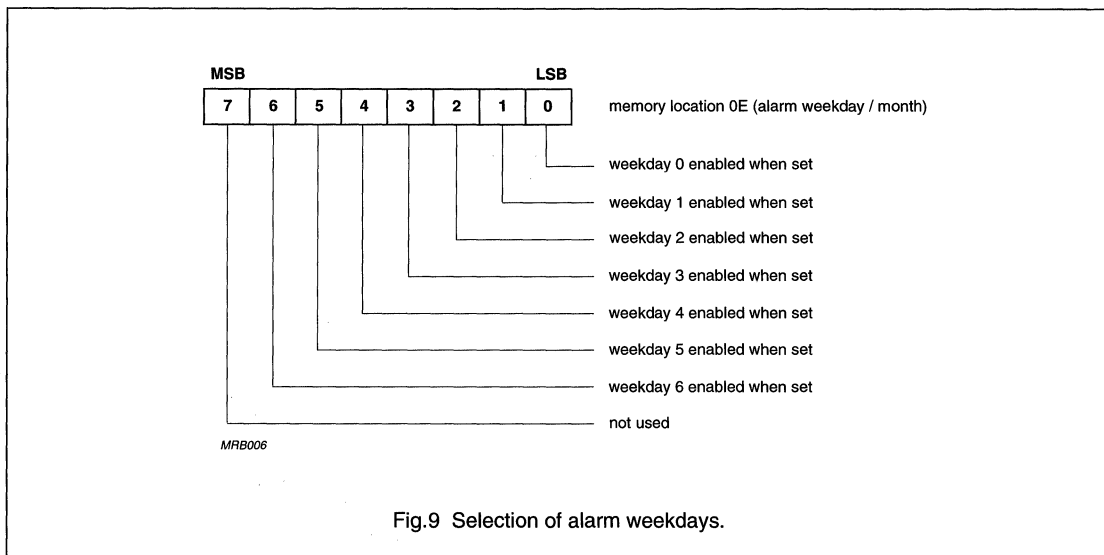 MSB LSB
7 6 5 4 3 2 1 0 memory location 0E (alarm weekday / month)
weekday 0 enabled when set
weekday 1 enabled when set
weekday 2 enabled when set
weekday 3 enabled when set
weekday 4 enabled when set
weekday 5 enabled when set
weekday 6 enabled when set
not used
MRB006
Fig.9 Selection of alarm weekdays.